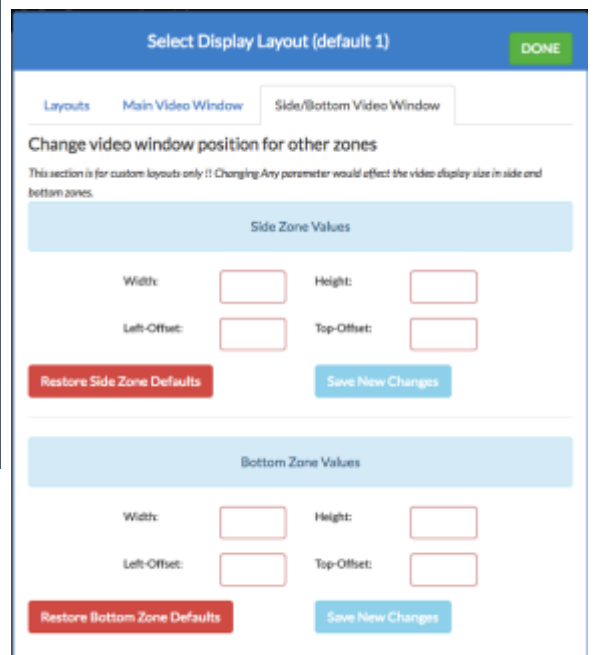 Select Display Layout (default 1)
DONE
Layouts Main Video Window Side/Bottom Video Window
Change video window position for other zones
This section is for custom layouts only !! Changing Any parameter would effect the video display size in side and
bottom zones.
Side Zone Values
Width: Height:
Left-Offset: Top-Offset:
Restore Side Zone Defaults Save New Changes
Bottom Zone Values
Width: Height:
Left-Offset: Top-Offset:
Restore Bottom Zone Defaults Save New Changes